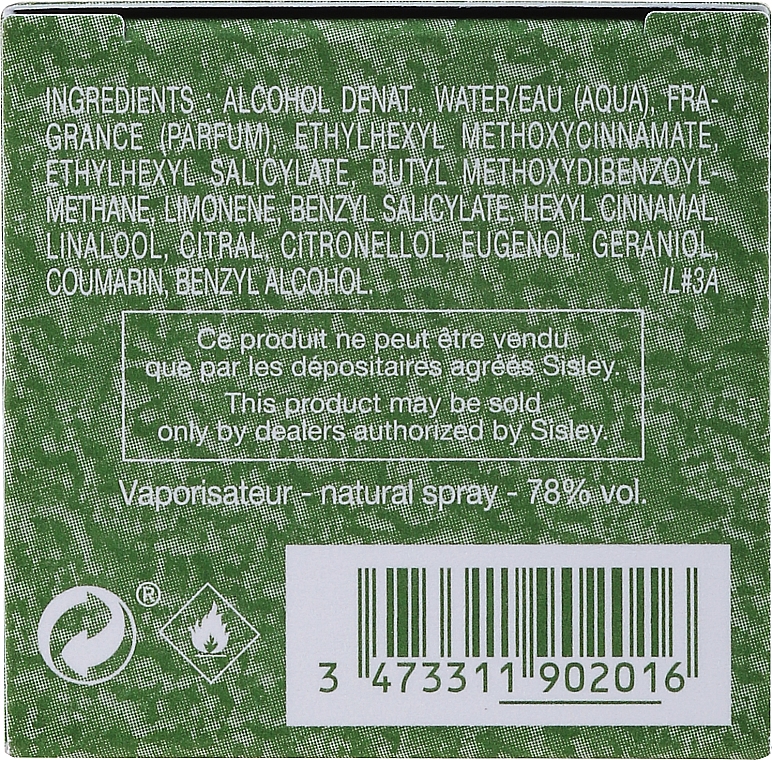 INGREDIENTS : ALCOHOL DENAT., WATER/EAU (AQUA), FRA-
GRANCE (PARFUM), ETHYLHEXYL METHOXYCINNAMATE,
ETHYLHEXYL SALICYLATE, BUTYL METHOXYDIBENZOYL-
METHANE, LIMONENE, BENZYL SALICYLATE, HEXYL CINNAMAL,
LINALOOL, CITRAL, CITRONELLOL, EUGENOL, GERANIOL,
COUMARIN, BENZYL ALCOHOL. IL#3A
Ce produit ne peut être vendu
que par les dépositaires agréés Sisley.
This product may be sold
only by dealers authorized by Sisley.
Vaporisateur - natural spray - 78% vol.
®
3 473311 902016